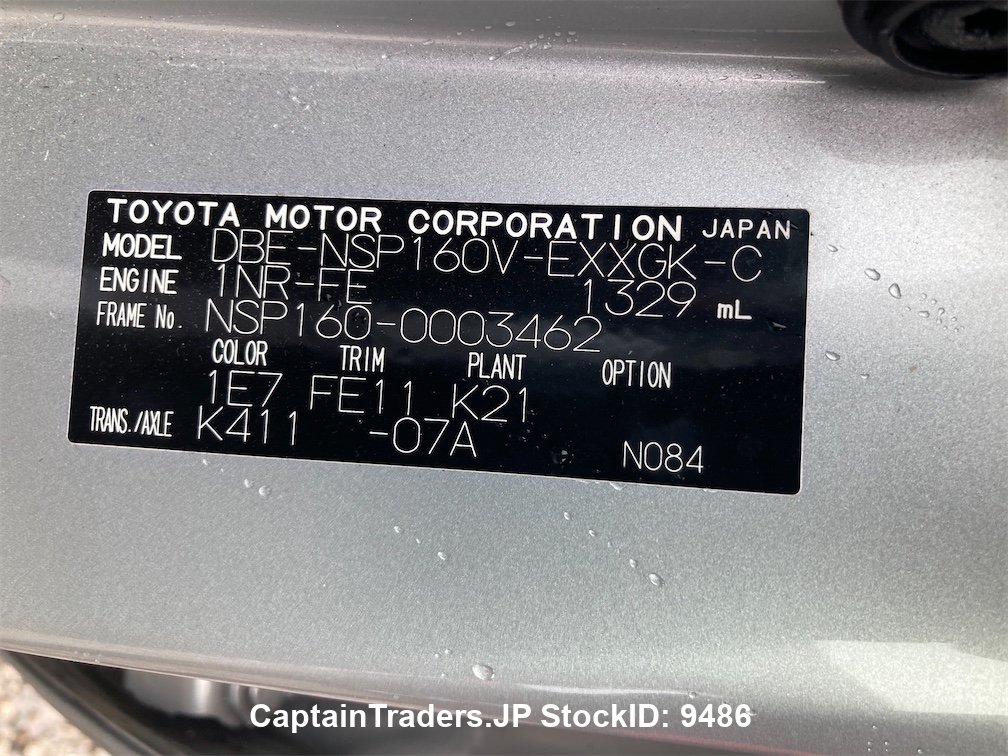 TOYOTA MOTOR CORPORATION JAPAN
MODEL DBE-NSP160V-EXXGK-C
ENGINE 1NR-FE 1329 mL
FRAME No. NSP160-0003462
COLOR TRIM PLANT OPTION
1E7 FE11 K21
TRANS./AXLE K411 -07A N084
CaptainTraders.JP StockID: 9486